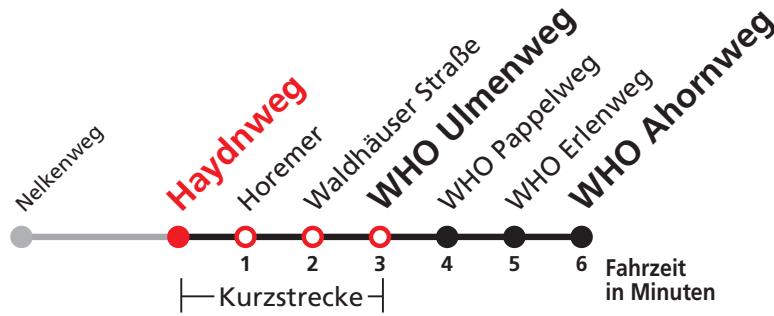 Nelkenweg
Haydnweg
Horemer
Waldhäuser Straße
WHO Ulmenweg
WHO Pappelweg
WHO Erlenweg
WHO Ahornweg
1 2 3 4 5 6
Fahrzeit
in Minuten
Kurzstrecke